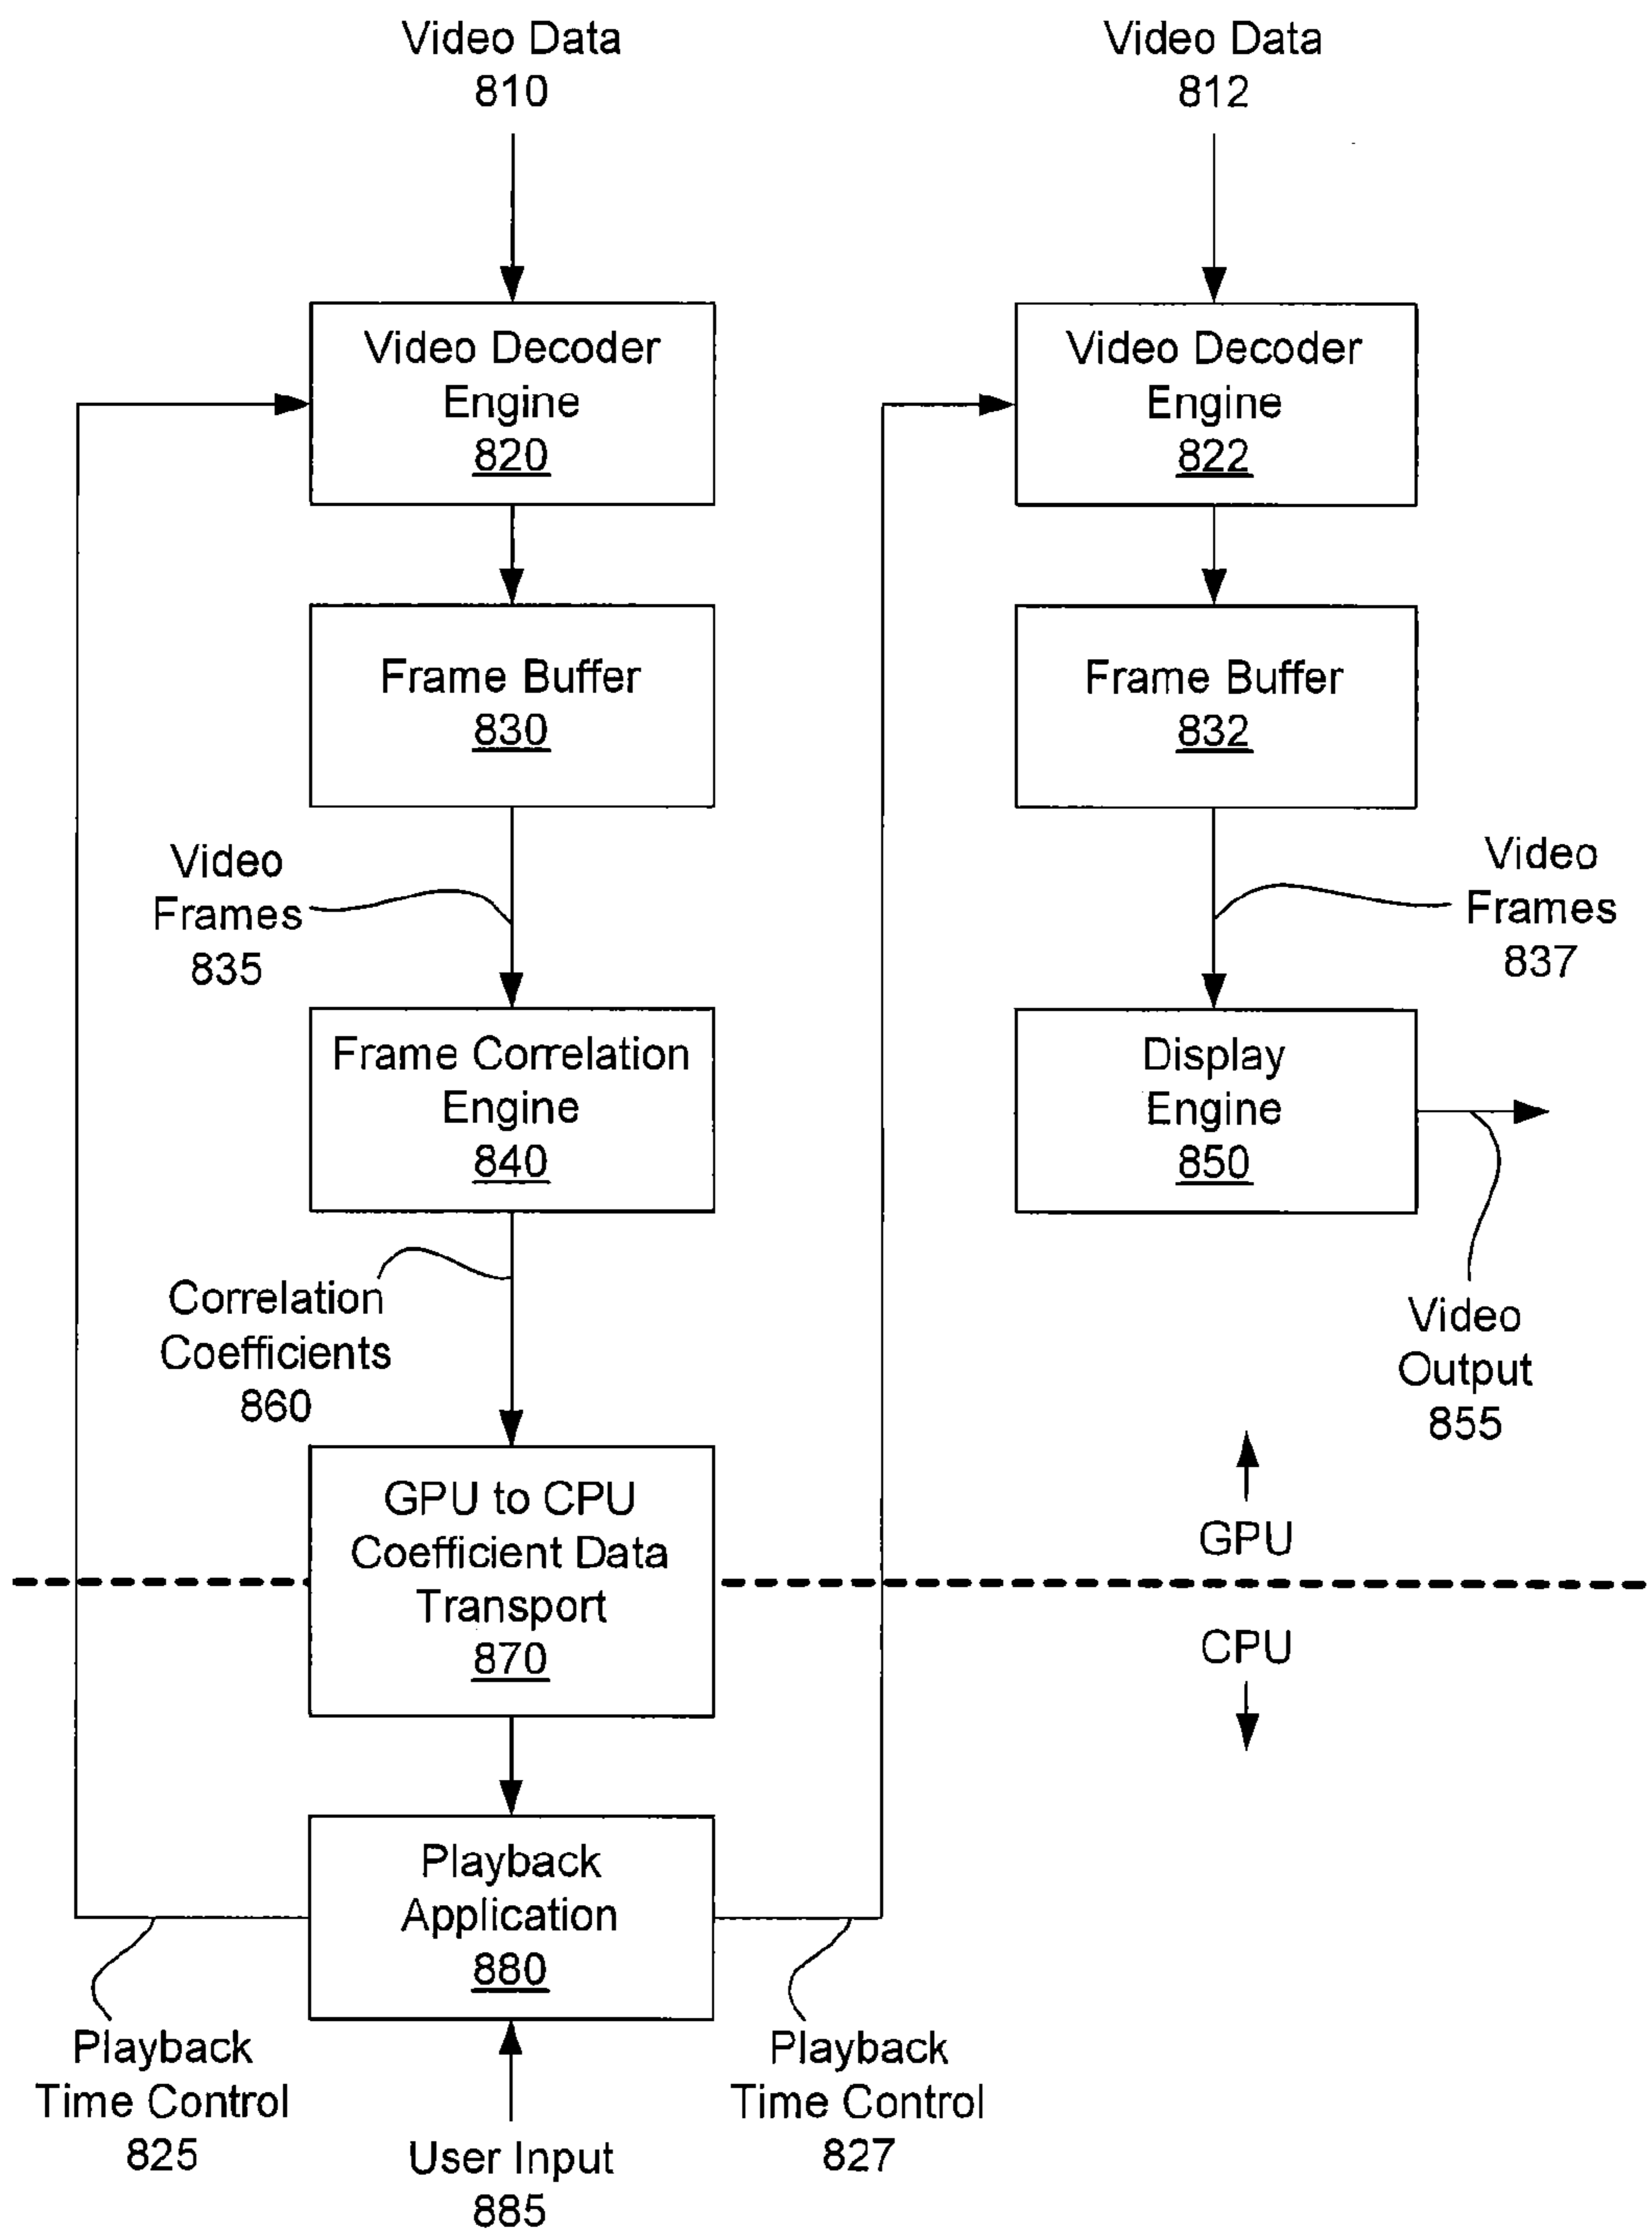 Video Data
810
Video Data
812
Video Decoder
Engine
820
Video Decoder
Engine
822
Frame Buffer
830
Frame Buffer
832
Video
Frames
835
Video
Frames
837
Frame Correlation
Engine
840
Display
Engine
850
Correlation
Coefficients
860
Video
Output
855
GPU to CPU
Coefficient Data
Transport
870
GPU
CPU
Playback
Application
880
Playback
Time Control
825
User Input
885
Playback
Time Control
827